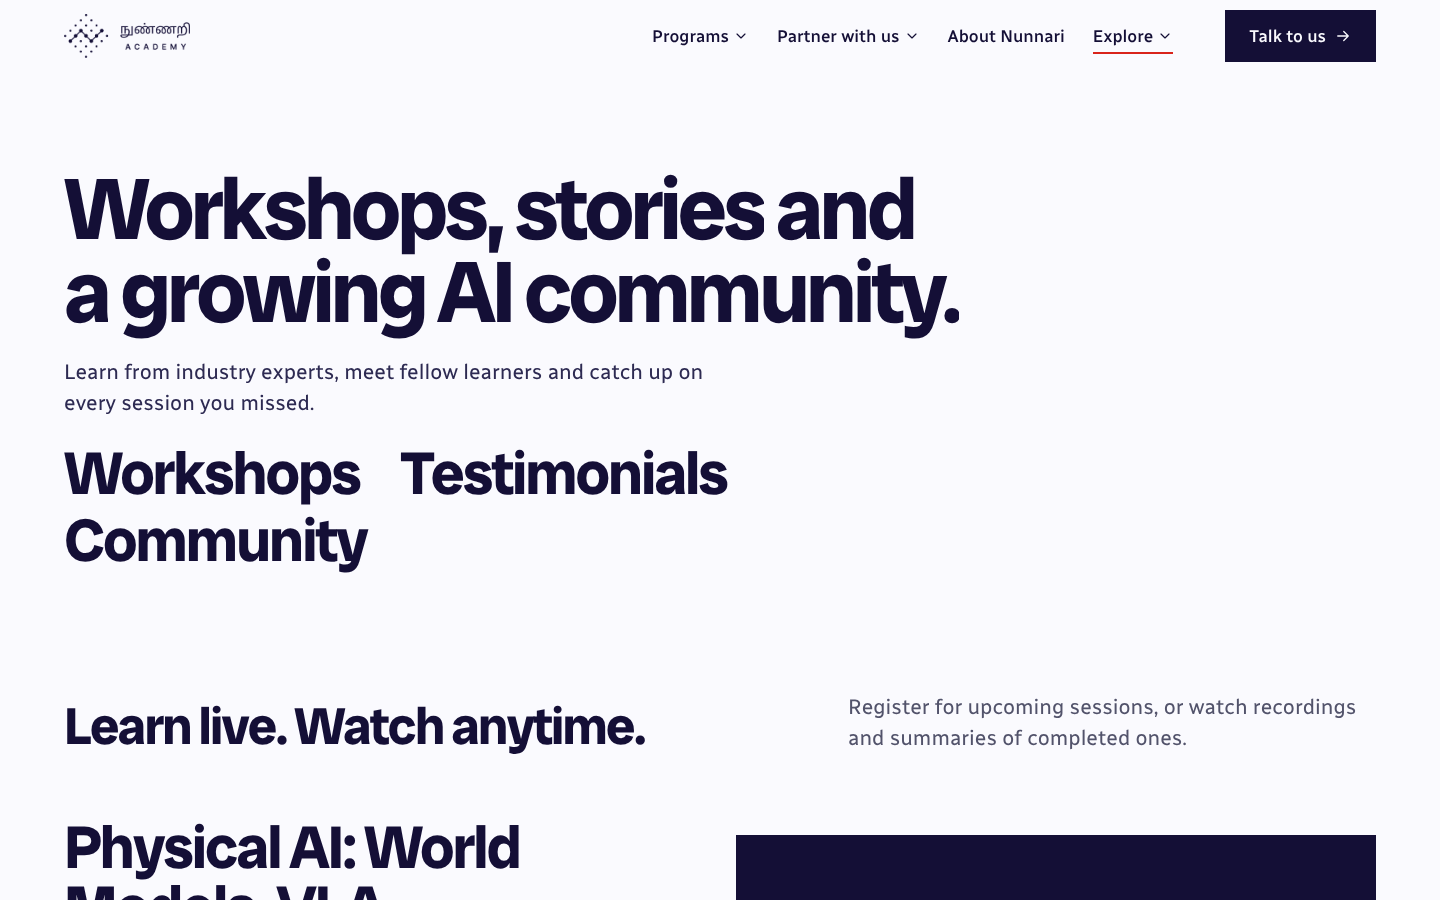 நுண்ணறி
ACADEMY
Programs
Partner with us
About Nunnari
Explore
Talk to us →
Workshops, stories and
a growing AI community.
Learn from industry experts, meet fellow learners and catch up on
every session you missed.
Workshops Testimonials
Community
Learn live. Watch anytime.
Register for upcoming sessions, or watch recordings
and summaries of completed ones.
Physical AI: World
Models, VLA